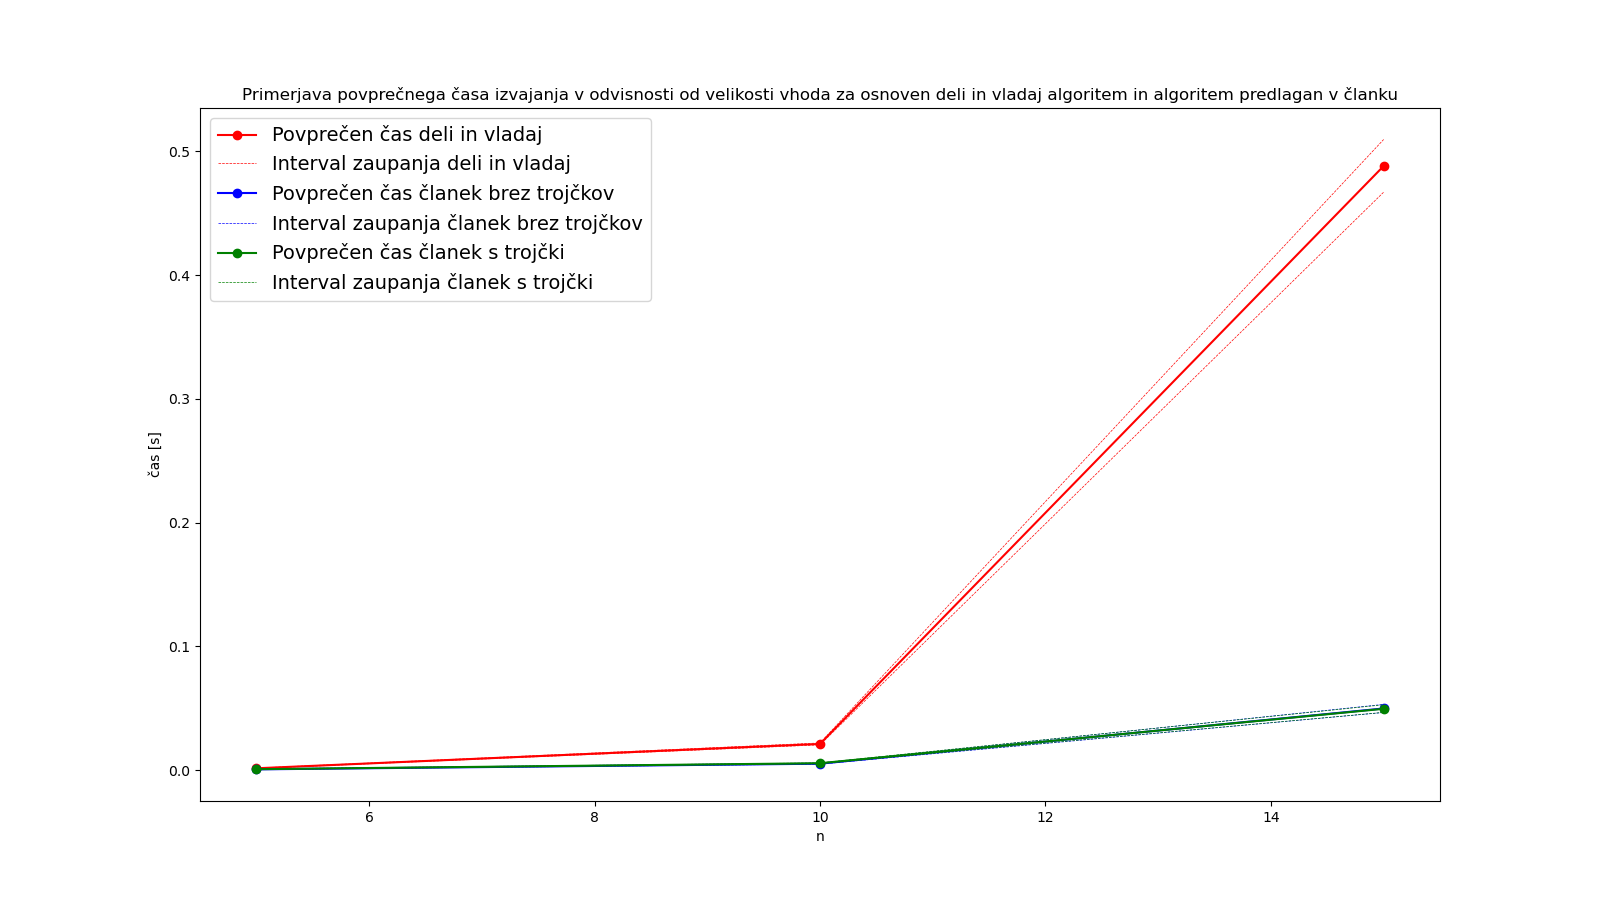 Primerjava povprečnega časa izvajanja v odvisnosti od velikosti vhoda za osnoven deli in vladaj algoritem in algoritem predlagan v članku
Povprečen čas deli in vladaj
Interval zaupanja deli in vladaj
Povprečen čas članek brez trojčkov
Interval zaupanja članek brez trojčkov
Povprečen čas članek s trojčki
Interval zaupanja članek s trojčki
0.5
0.4
0.3
0.2
0.1
0.0
čas [s]
6
8
10
12
14
n